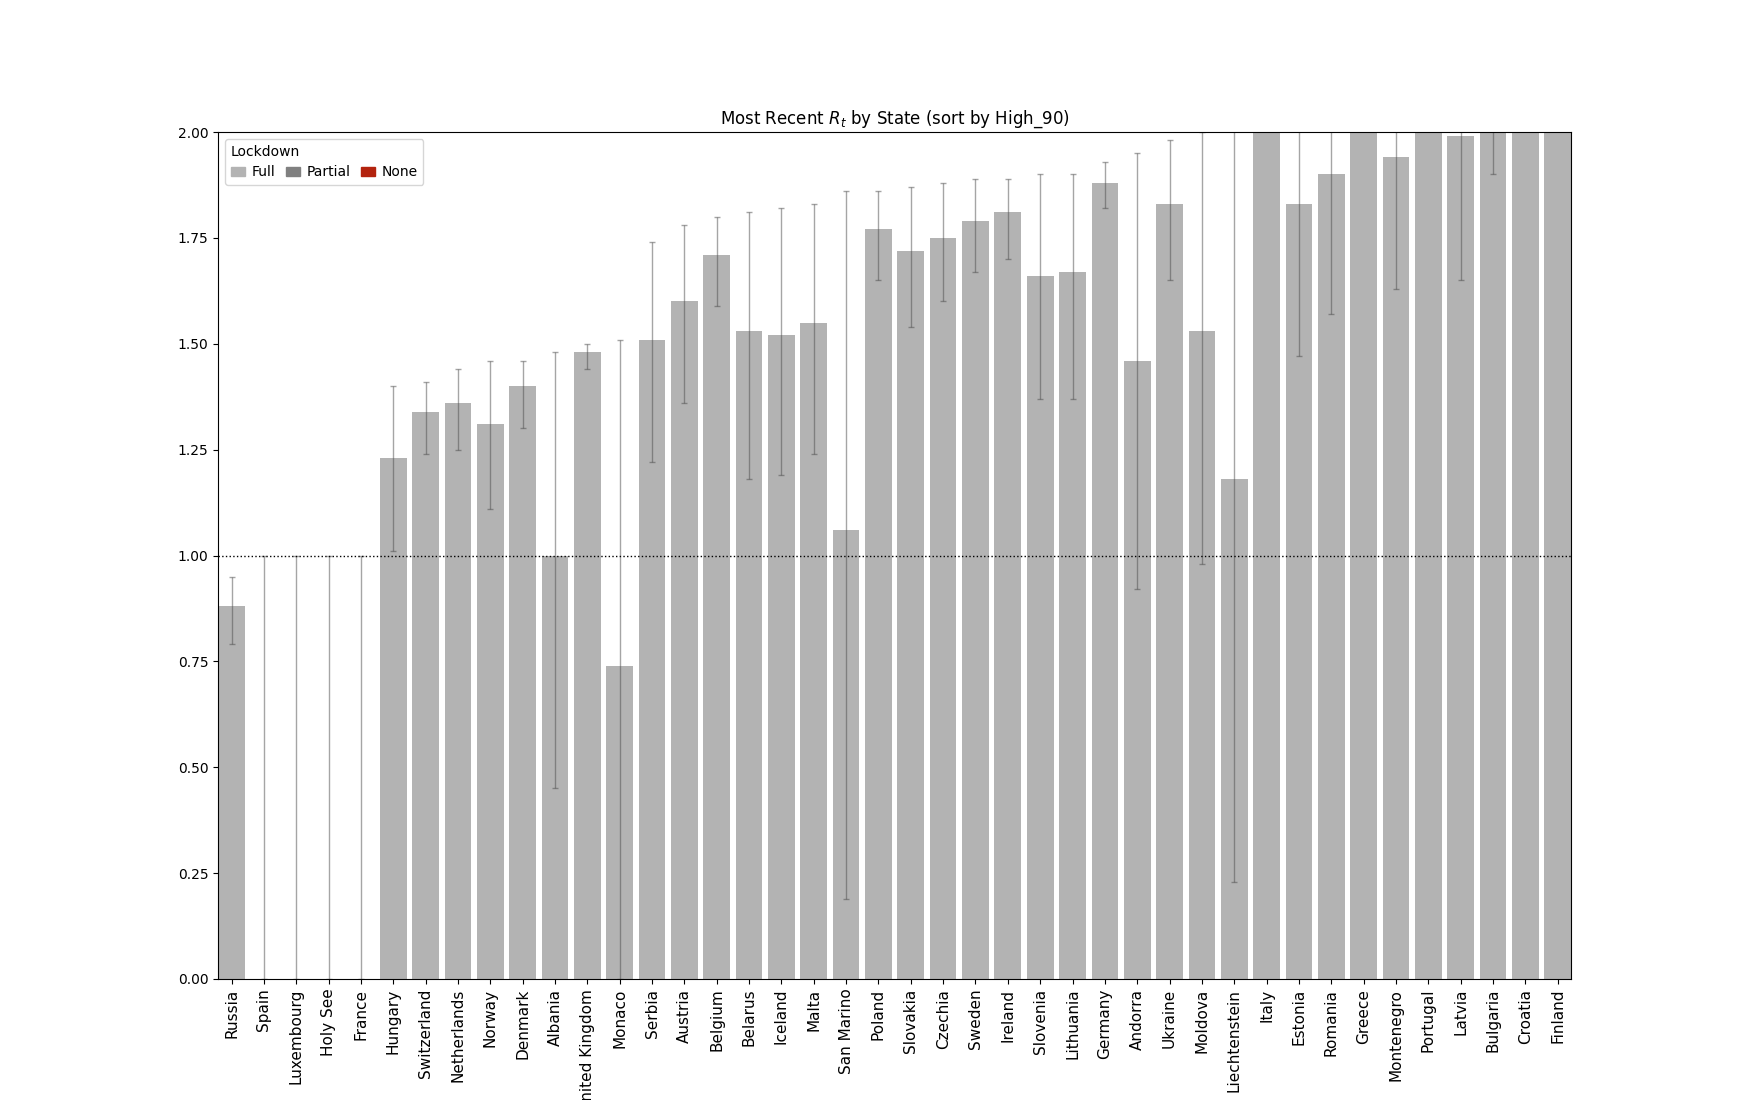 Most Recent R_t by State (sort by High_90)
Lockdown
Full Partial None
2.00
1.75
1.50
1.25
1.00
0.75
0.50
0.25
0.00
Russia
Spain
Luxembourg
Holy See
France
Hungary
Switzerland
Netherlands
Norway
Denmark
Albania
nited Kingdom
Monaco
Serbia
Austria
Belgium
Belarus
Iceland
Malta
San Marino
Poland
Slovakia
Czechia
Sweden
Ireland
Slovenia
Lithuania
Germany
Andorra
Ukraine
Moldova
Liechtenstein
Italy
Estonia
Romania
Greece
Montenegro
Portugal
Latvia
Bulgaria
Croatia
Finland